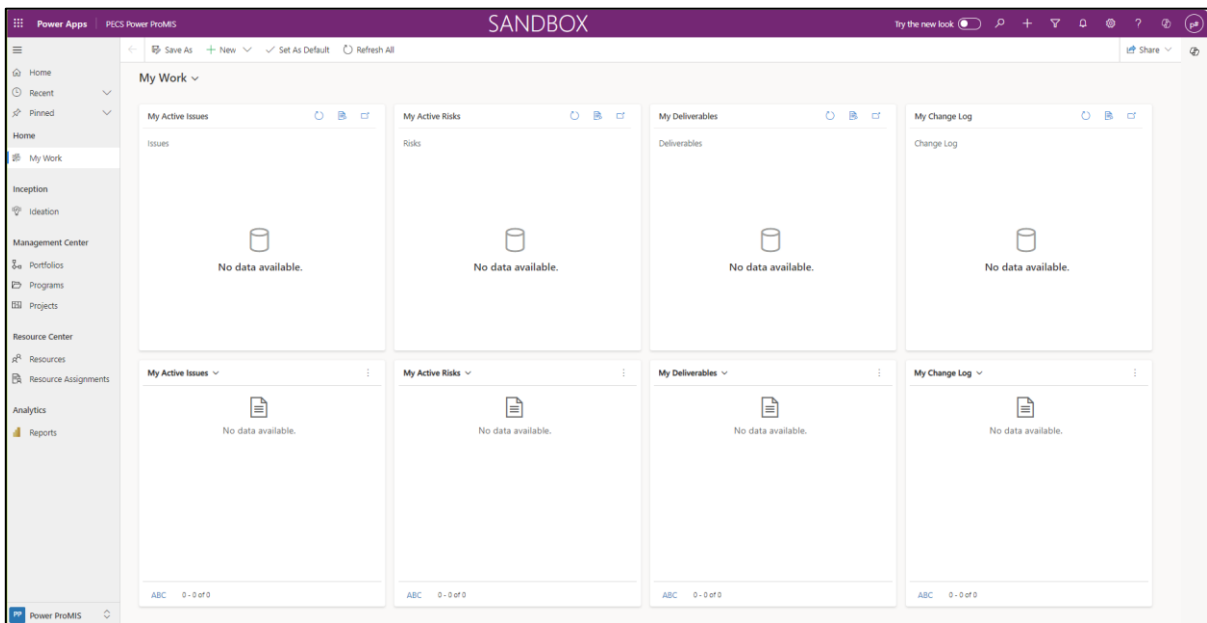 Power Apps PECS Power ProMIS SANDBOX Try the new look
Save As New Set As Default Refresh All Share
Home
Recent
Pinned
Home
My Work
Inception
Ideation
Management Center
Portfolios
Programs
Projects
Resource Center
Resources
Resource Assignments
Analytics
Reports
PP Power ProMIS
My Work
My Active Issues My Active Risks My Deliverables My Change Log
Issues Risks Deliverables Change Log
No data available. No data available. No data available. No data available.
My Active Issues My Active Risks My Deliverables My Change Log
No data available. No data available. No data available. No data available.
ABC 0 - 0 of 0 ABC 0 - 0 of 0 ABC 0 - 0 of 0 ABC 0 - 0 of 0